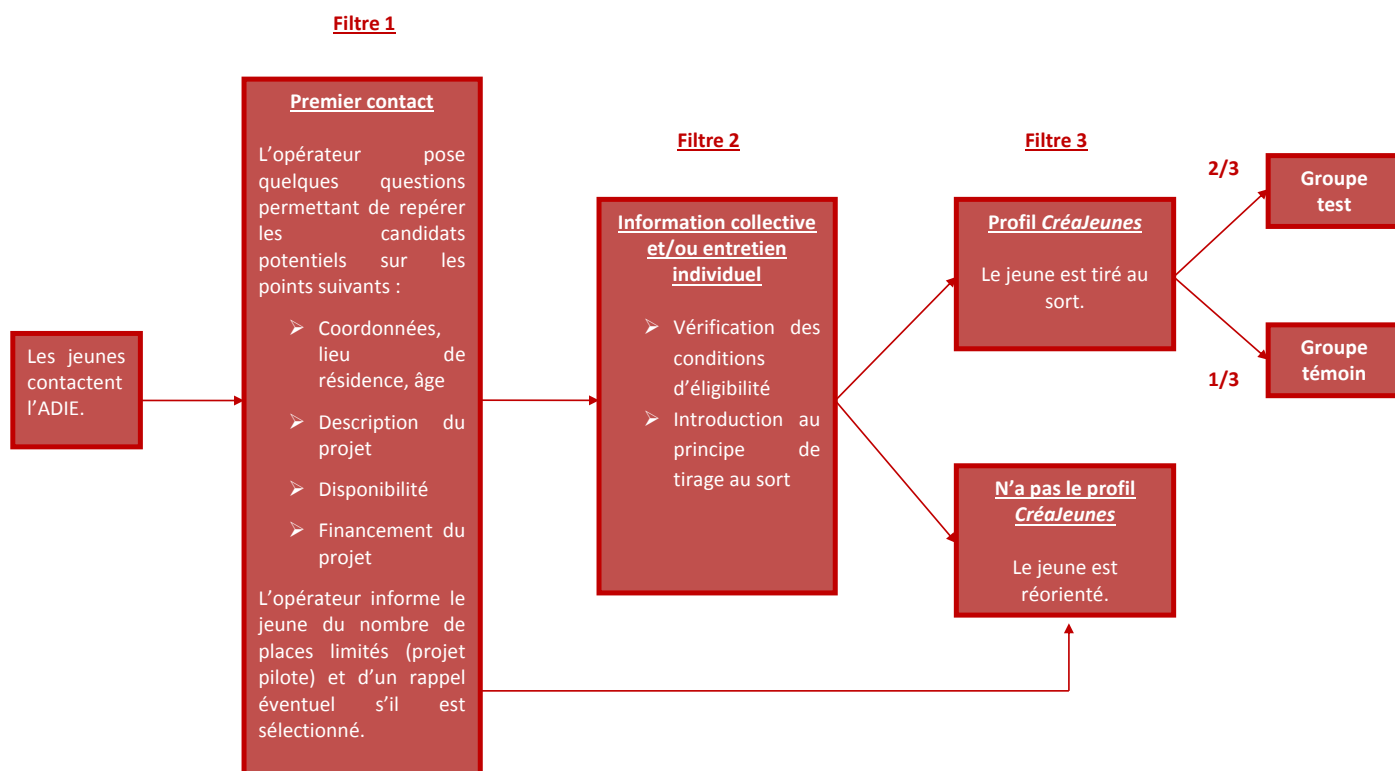 Filtre 1
Les jeunes
contactent
l'ADIE.
Premier contact
L'opérateur pose
quelques questions
permettant de repérer
les candidats
potentiels sur les
points suivants :
➢ Coordonnées,
lieu de
résidence, âge
➢ Description du
projet
➢ Disponibilité
➢ Financement du
projet
L'opérateur informe le
jeune du nombre de
places limités (projet
pilote) et d'un rappel
éventuel s'il est
sélectionné.
Filtre 2
Information collective
et/ou entretien
individuel
➢ Vérification des
conditions
d'éligibilité
➢ Introduction au
principe de
tirage au sort
Filtre 3
Profil CréaJeunes
Le jeune est tiré au
sort.
N'a pas le profil
CréaJeunes
Le jeune est
réorienté.
2/3
Groupe
test
1/3
Groupe
témoin